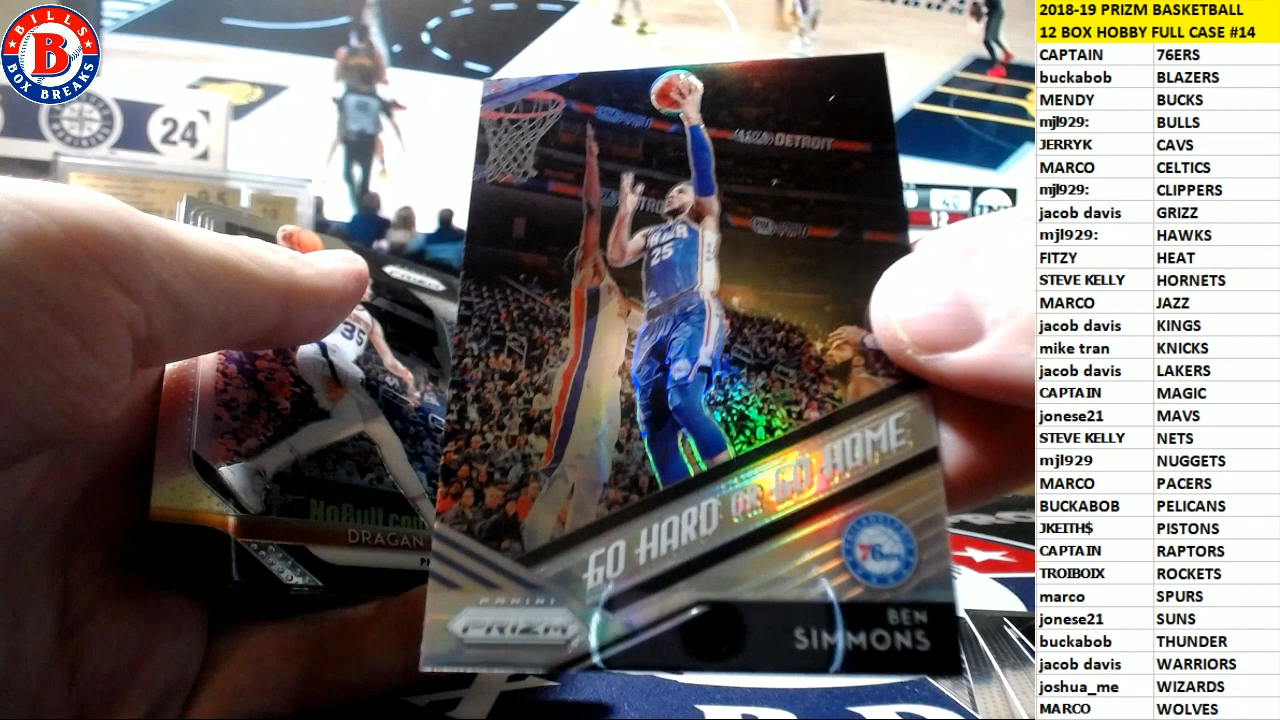 BILLS
B
BOX BREAKS
24
DETROIT
25
GO HARD OR GO HOME
76ERS
PANINI
PRIZM
BEN
SIMMONS
35
NoBull.com
DRAGAN
2018-19 PRIZM BASKETBALL
12 BOX HOBBY FULL CASE #14
CAPTAIN 76ERS
buckabob BLAZERS
MENDY BUCKS
mjl929: BULLS
JERRYK CAVS
MARCO CELTICS
mjl929: CLIPPERS
jacob davis GRIZZ
mjl929: HAWKS
FITZY HEAT
STEVE KELLY HORNETS
MARCO JAZZ
jacob davis KINGS
mike tran KNICKS
jacob davis LAKERS
CAPTAIN MAGIC
jonese21 MAVS
STEVE KELLY NETS
mjl929 NUGGETS
MARCO PACERS
BUCKABOB PELICANS
JKEITH$ PISTONS
CAPTAIN RAPTORS
TROIBOIX ROCKETS
marco SPURS
jonese21 SUNS
buckabob THUNDER
jacob davis WARRIORS
joshua_me WIZARDS
MARCO WOLVES